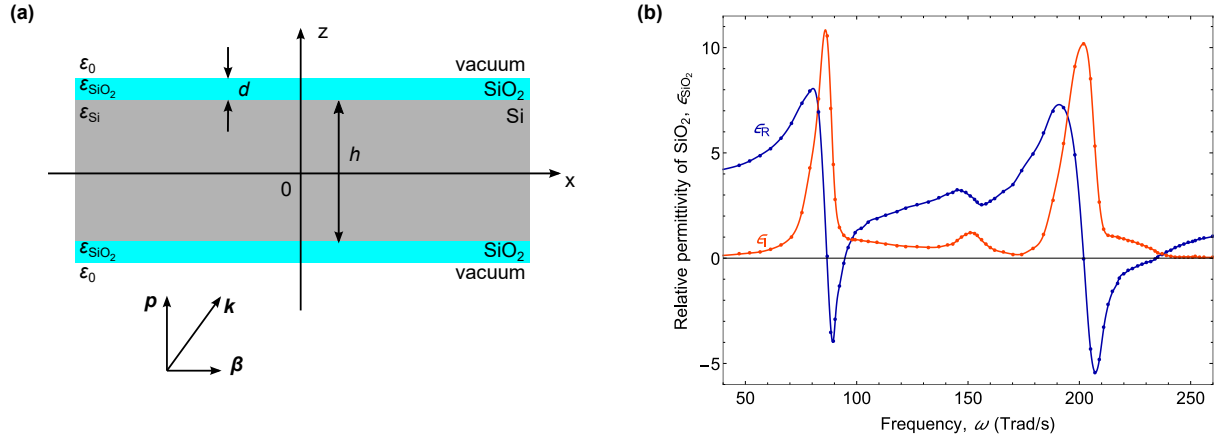 (a)
z
ε0
vacuum
εSiO2
d
SiO2
εSi
Si
h
0
x
εSiO2
SiO2
ε0
vacuum
p
k
β
(b)
Relative permittivity of SiO2, ϵSiO2
10
5
0
−5
ϵR
ϵI
50
100
150
200
250
Frequency, ω (Trad/s)